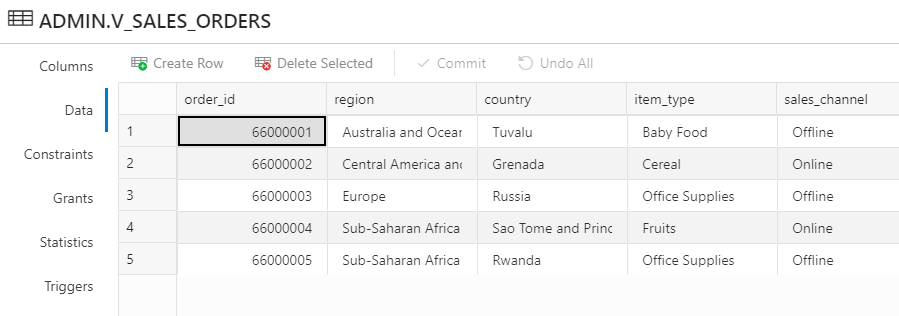 ADMIN.V_SALES_ORDERS
Columns
Data
Constraints
Grants
Statistics
Triggers
Create Row Delete Selected Commit Undo All
order_id region country item_type sales_channel
1 66000001 Australia and Ocear Tuvalu Baby Food Offline
2 66000002 Central America and Grenada Cereal Online
3 66000003 Europe Russia Office Supplies Offline
4 66000004 Sub-Saharan Africa Sao Tome and Princ Fruits Online
5 66000005 Sub-Saharan Africa Rwanda Office Supplies Offline